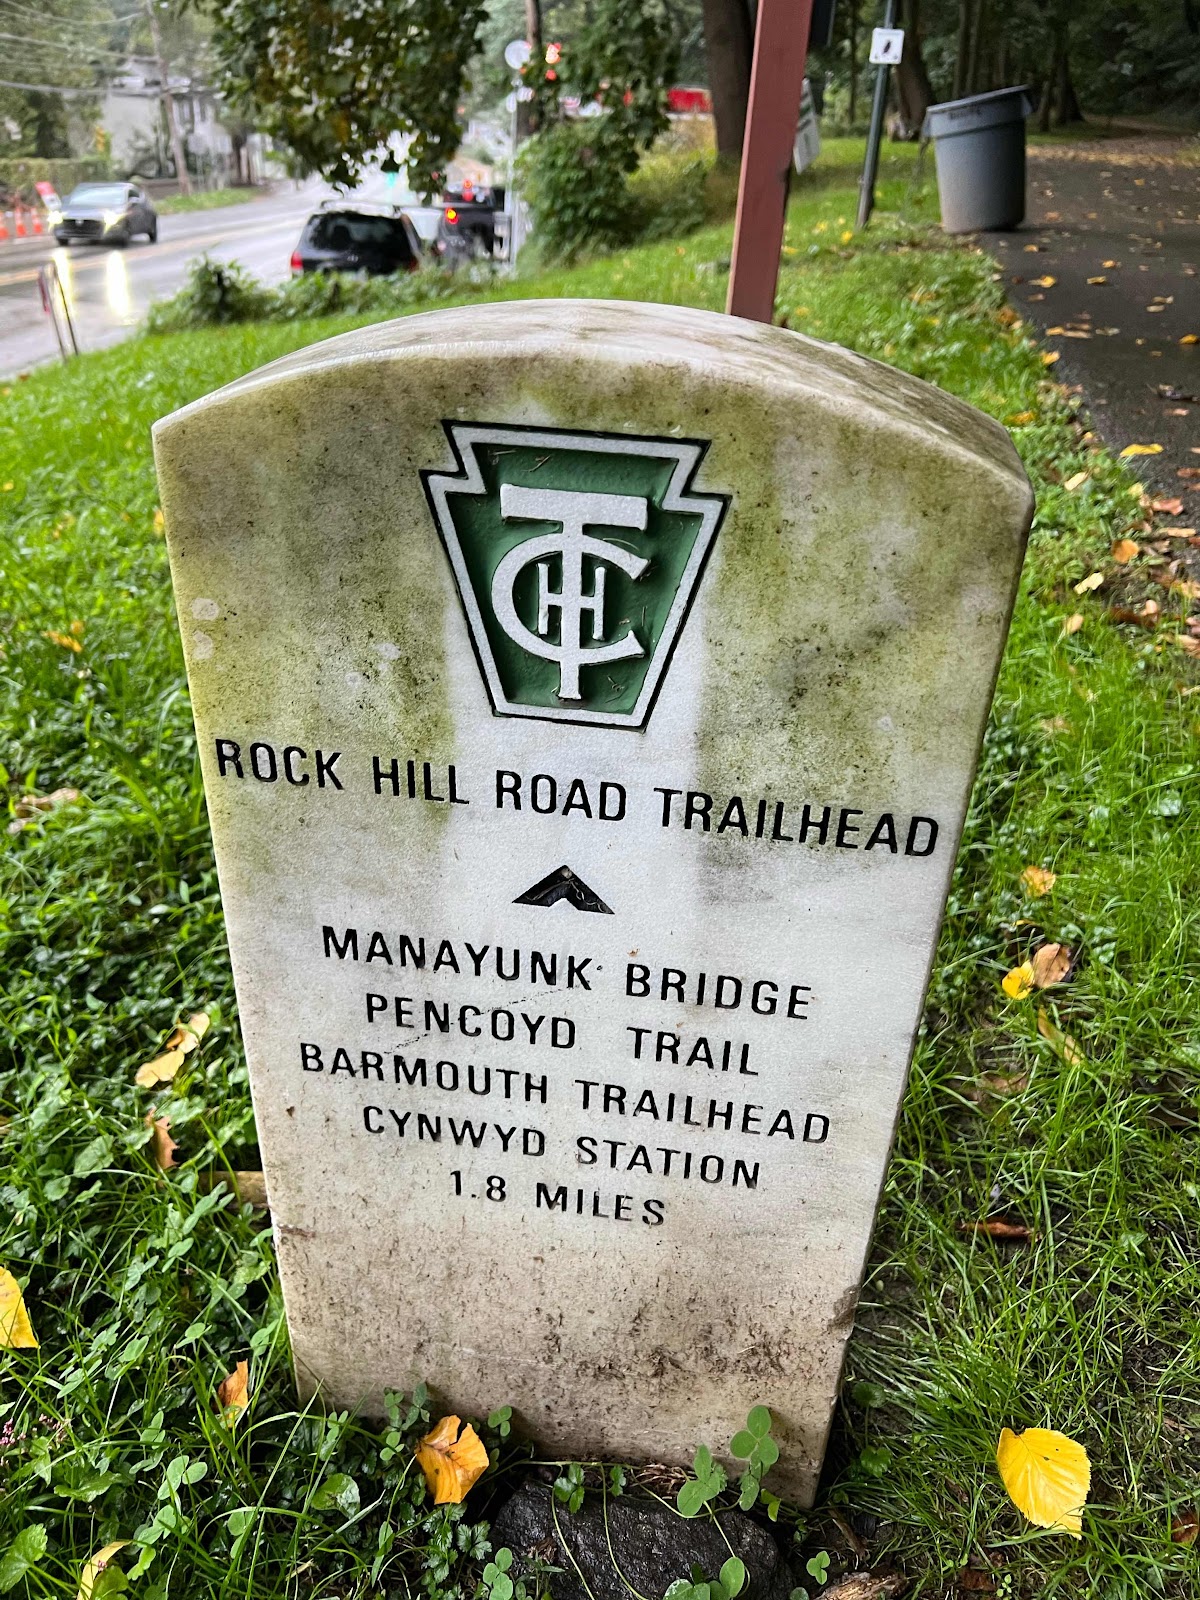 TCH
ROCK HILL ROAD TRAILHEAD
MANAYUNK BRIDGE
PENCOYD TRAIL
BARMOUTH TRAILHEAD
CYNWYD STATION
1.8 MILES